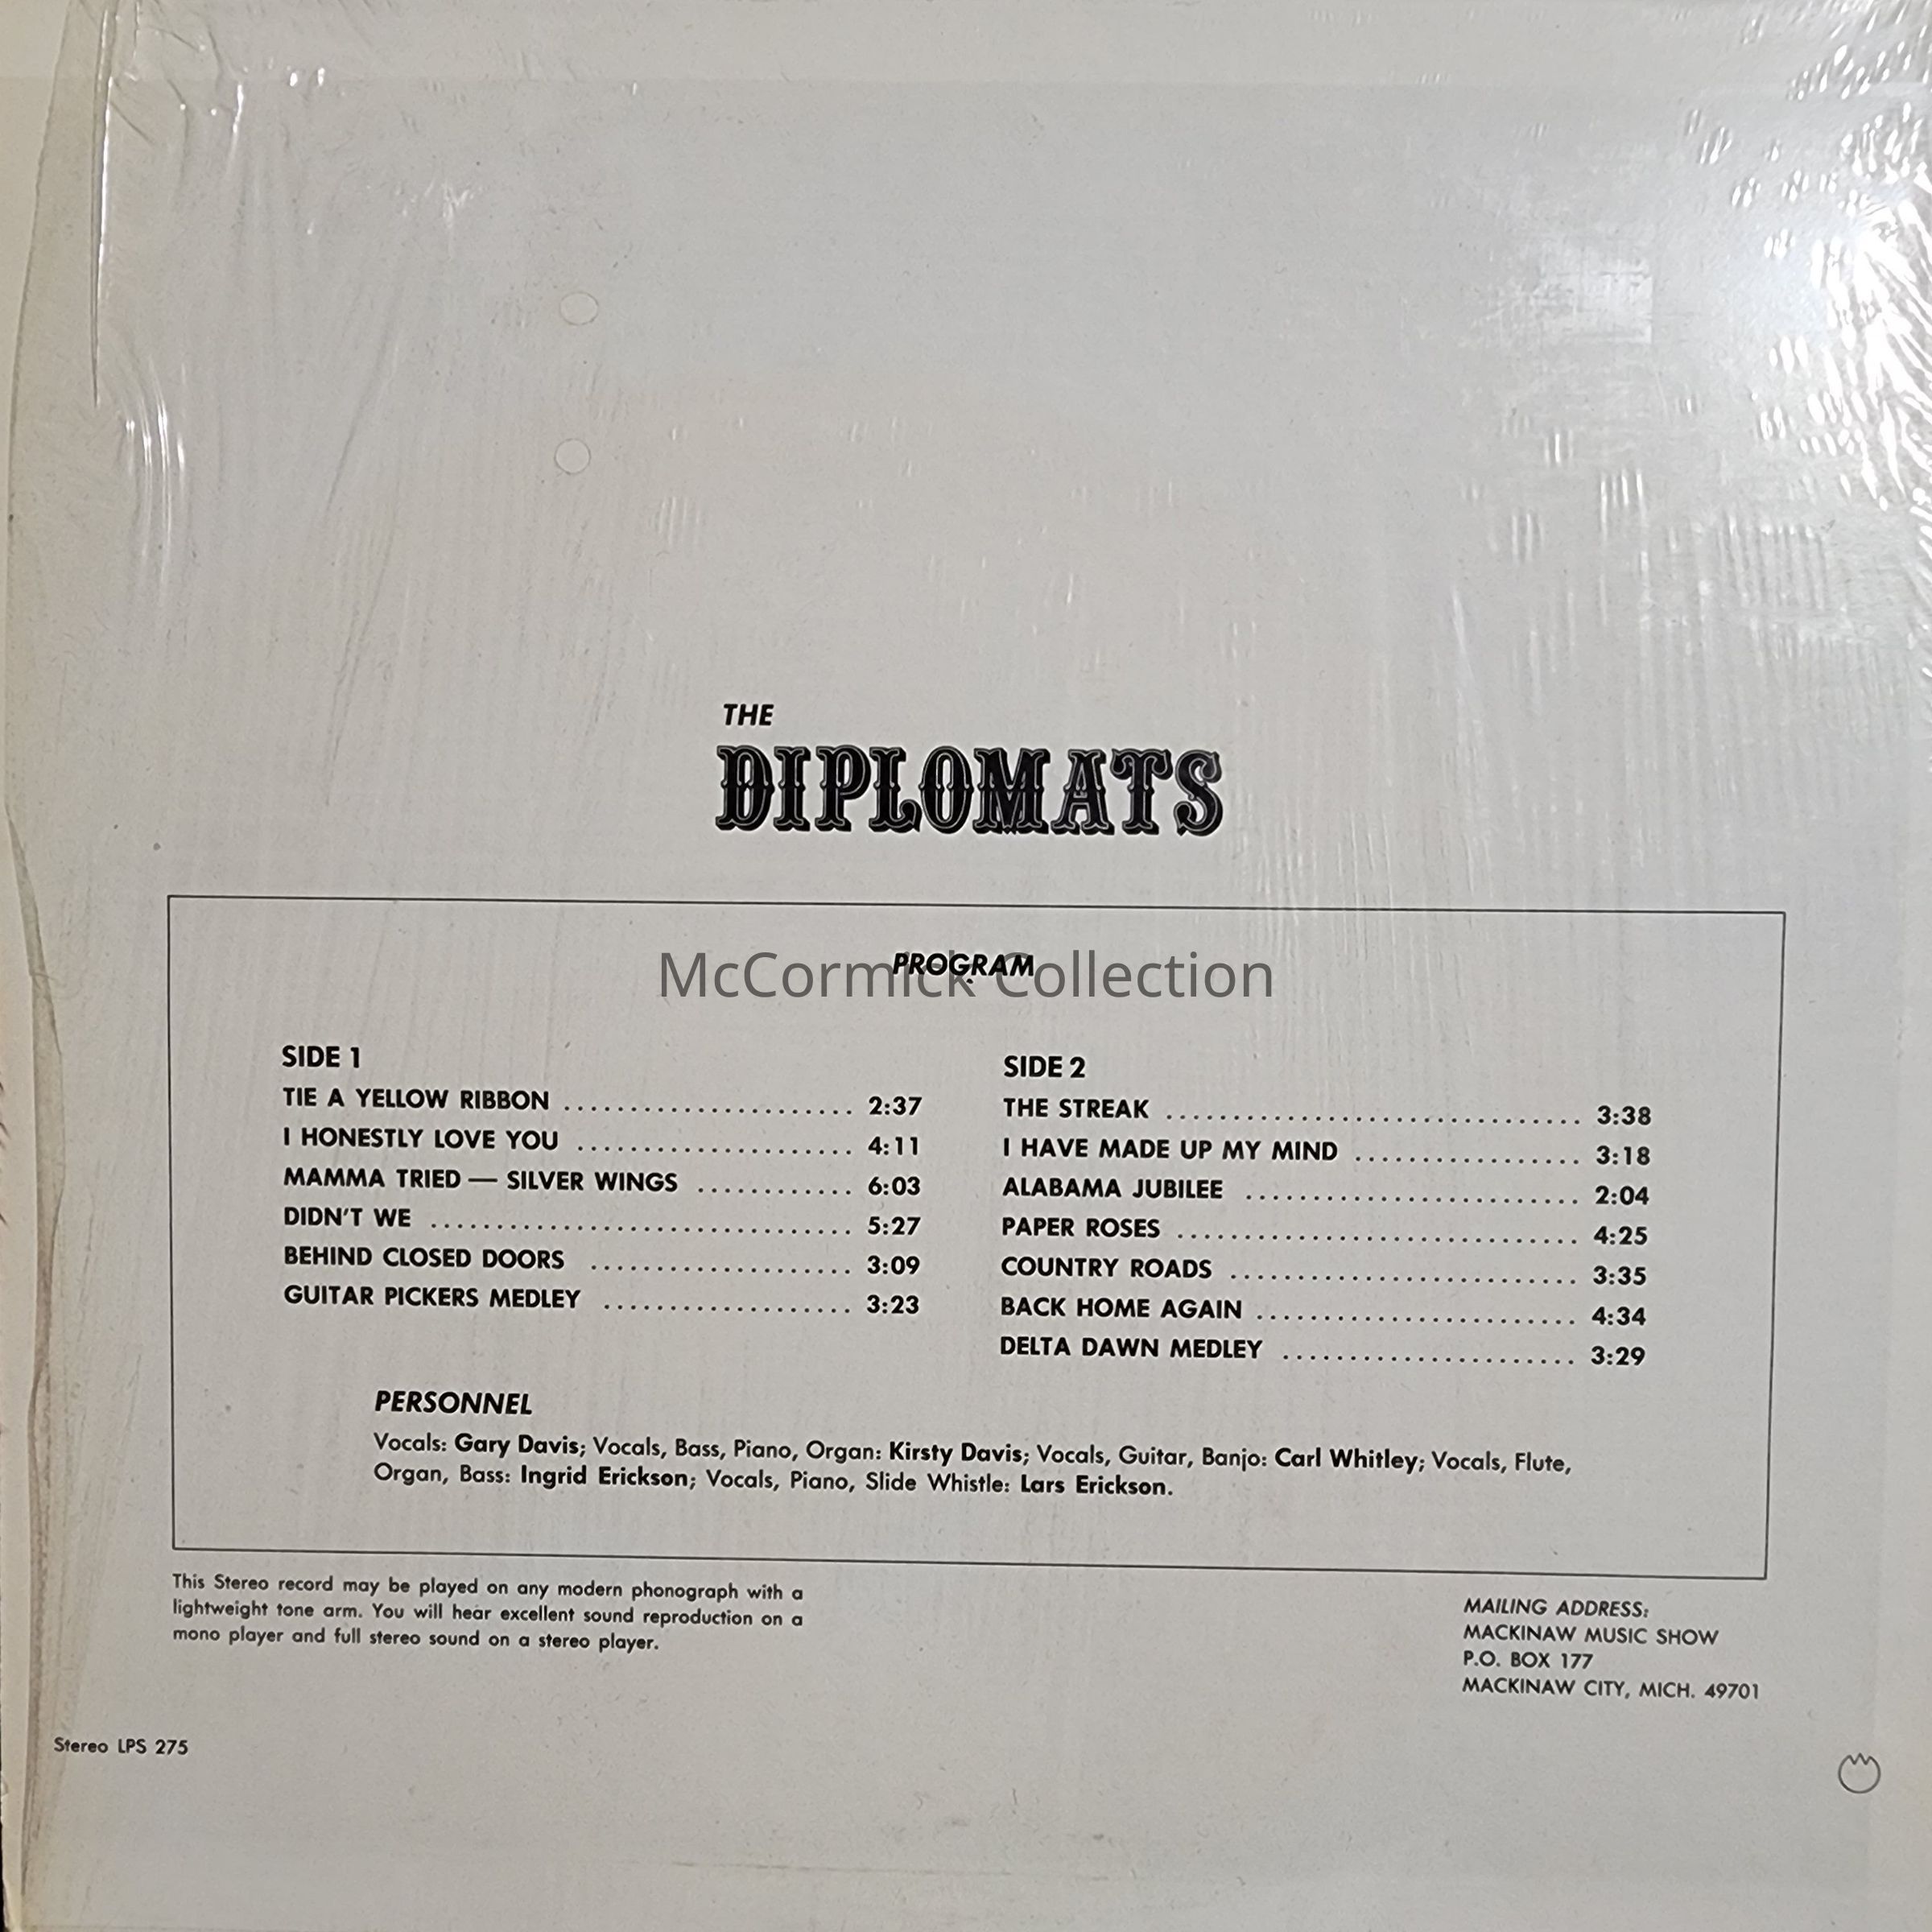 THE
DIPLOMATS
PROGRAM
McCormick Collection
SIDE 1
TIE A YELLOW RIBBON ...................... 2:37
I HONESTLY LOVE YOU ..................... 4:11
MAMMA TRIED — SILVER WINGS ............ 6:03
DIDN'T WE ................................ 5:27
BEHIND CLOSED DOORS .................... 3:09
GUITAR PICKERS MEDLEY ................... 3:23
SIDE 2
THE STREAK ............................... 3:38
I HAVE MADE UP MY MIND ................. 3:18
ALABAMA JUBILEE ......................... 2:04
PAPER ROSES .............................. 4:25
COUNTRY ROADS .......................... 3:35
BACK HOME AGAIN ........................ 4:34
DELTA DAWN MEDLEY ...................... 3:29
PERSONNEL
Vocals: Gary Davis; Vocals, Bass, Piano, Organ: Kirsty Davis; Vocals, Guitar, Banjo: Carl Whitley; Vocals, Flute,
Organ, Bass: Ingrid Erickson; Vocals, Piano, Slide Whistle: Lars Erickson.
This Stereo record may be played on any modern phonograph with a
lightweight tone arm. You will hear excellent sound reproduction on a
mono player and full stereo sound on a stereo player.
MAILING ADDRESS:
MACKINAW MUSIC SHOW
P.O. BOX 177
MACKINAW CITY, MICH. 49701
Stereo LPS 275